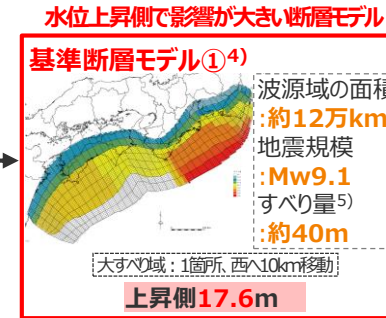 水位上昇側で影響が大きい断層モデル
基準断層モデル①4)
波源域の面積
:約12万km
地震規模
:Mw9.1
すべり量5)
:約40m
大すべり域：1箇所、西へ10km移動
上昇側17.6m